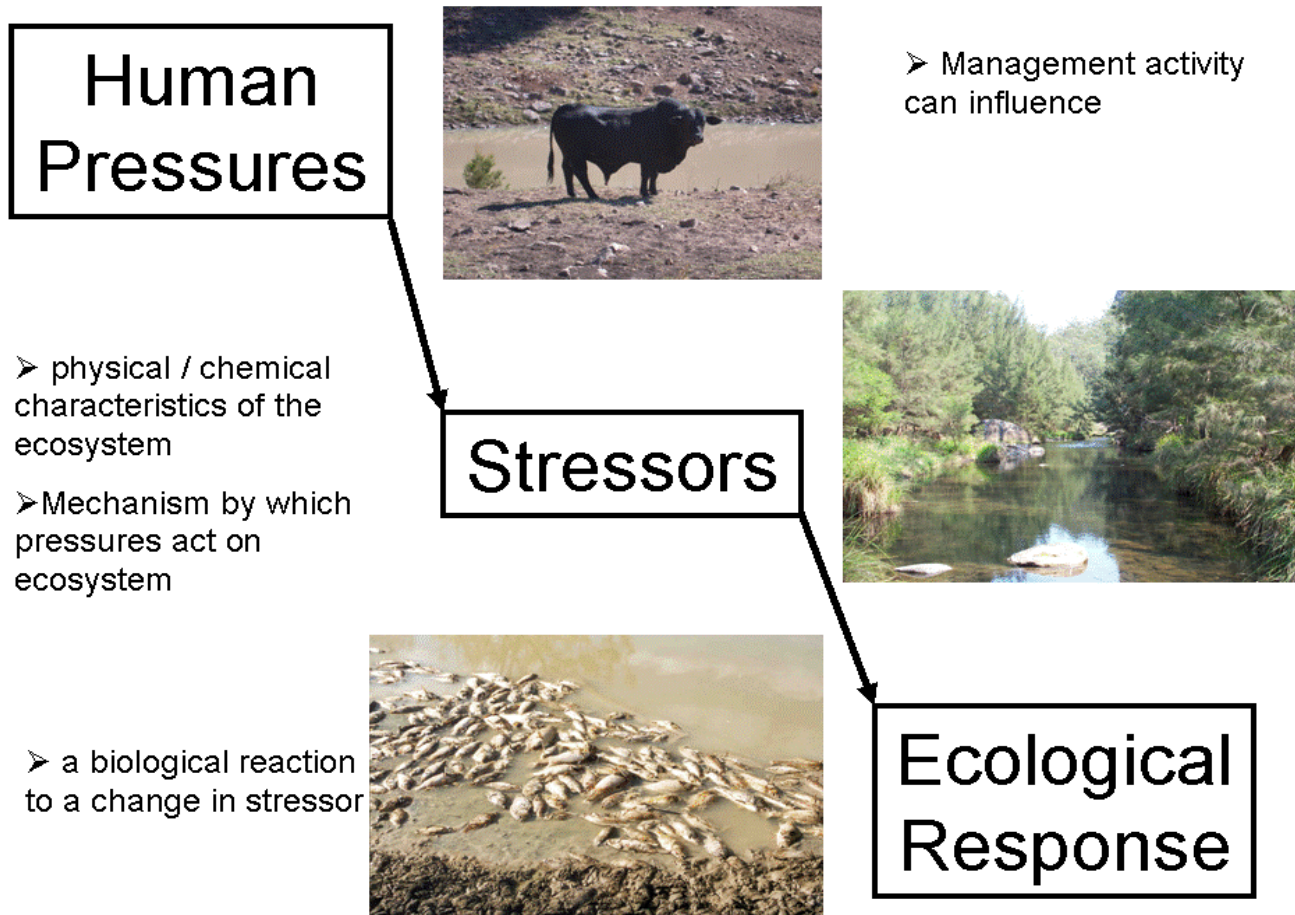 Human
Pressures
➢ Management activity
can influence
➢ physical / chemical
characteristics of the
ecosystem
➢Mechanism by which
pressures act on
ecosystem
Stressors
➢ a biological reaction
to a change in stressor
Ecological
Response